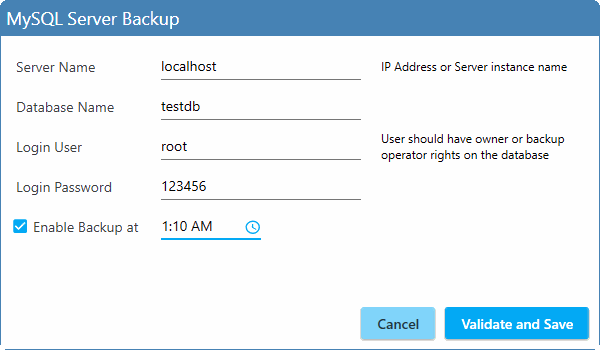 MySQL Server Backup
Server Name localhost IP Address or Server instance name
Database Name testdb
Login User root User should have owner or backup
operator rights on the database
Login Password 123456
Enable Backup at 1:10 AM
Cancel Validate and Save